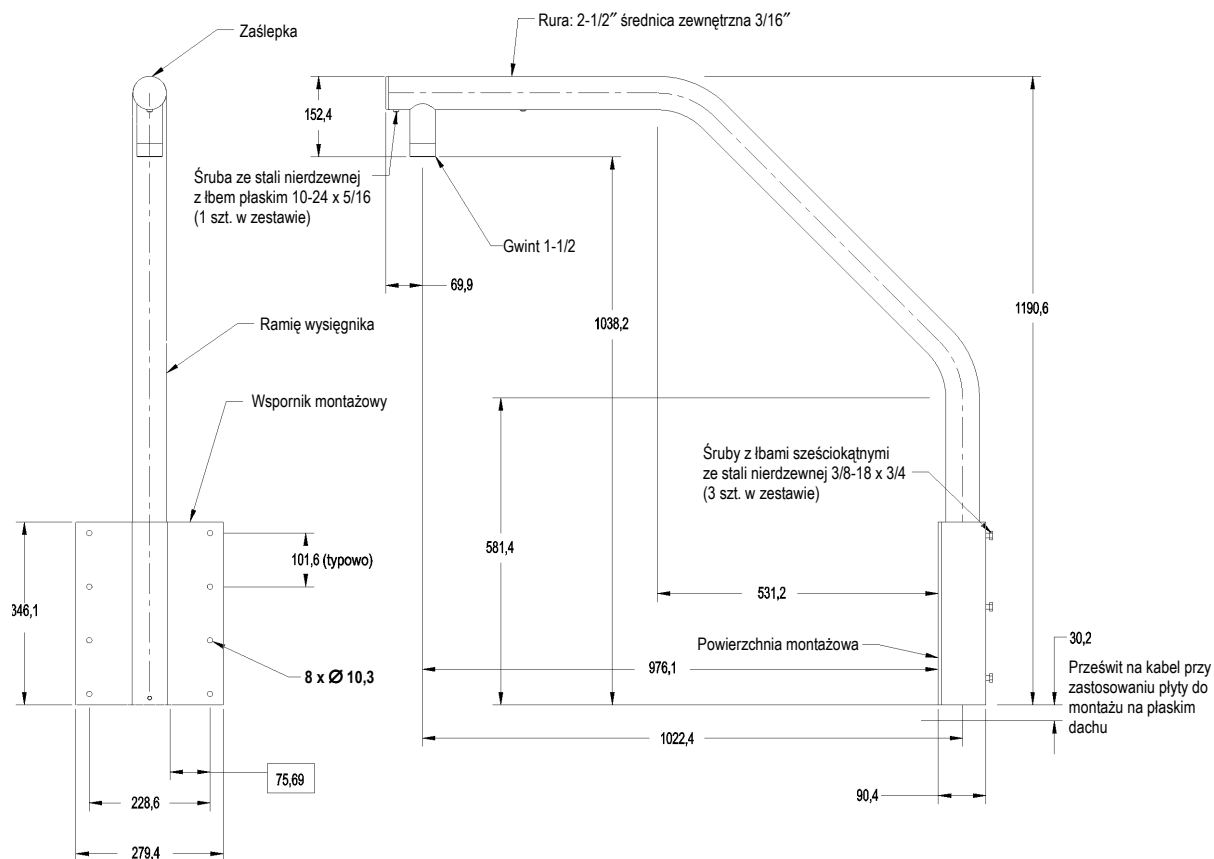 Zaślepka
Rura: 2-1/2″ średnica zewnętrzna 3/16″
152,4
Śruba ze stali nierdzewnej
z łbem płaskim 10-24 x 5/16
(1 szt. w zestawie)
Gwint 1-1/2
69,9
1038,2
1190,6
Ramię wysięgnika
Wspornik montażowy
Śruby z łbami sześciokątnymi
ze stali nierdzewnej 3/8-18 x 3/4
(3 szt. w zestawie)
101,6 (typowo)
581,4
346,1
531,2
Powierzchnia montażowa
30,2
8 x Ø 10,3
976,1
Prześwit na kabel przy
zastosowaniu płyty do
montażu na płaskim
dachu
1022,4
75,69
228,6
90,4
279,4